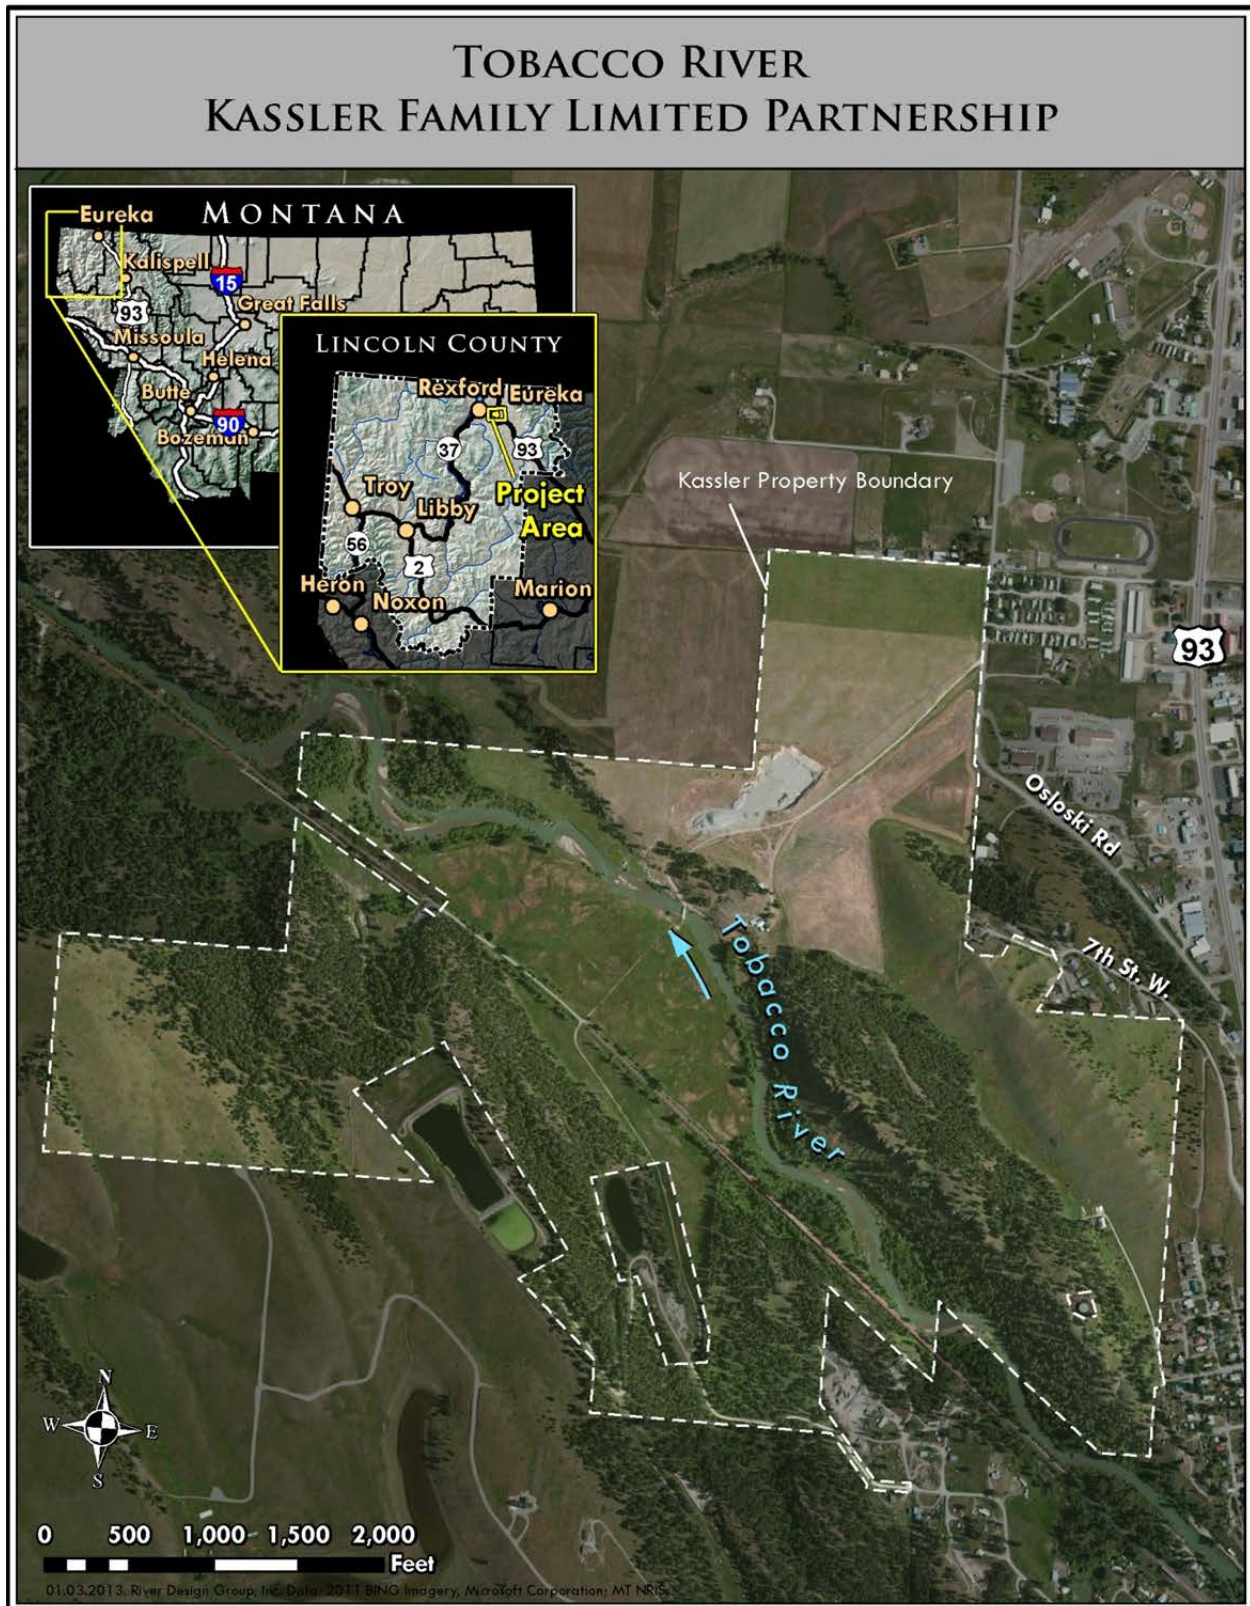 TOBACCO RIVER
KASSLER FAMILY LIMITED PARTNERSHIP
MONTANA
Eureka
Kalispell
15
93
Great Falls
Missoula
Helena
Butte
90
Bozeman
LINCOLN COUNTY
Rexford Eureka
37
93
Project
Area
Troy
Libby
56
2
Heron
Noxon
Marion
Kassler Property Boundary
93
Osloski Rd
7th St. W.
Tobacco River
N
W E
S
0 500 1,000 1,500 2,000
Feet
01.03.2013. River Design Group, Inc. Data: 2011 BING Imagery, Microsoft Corporation; MT NRIS.